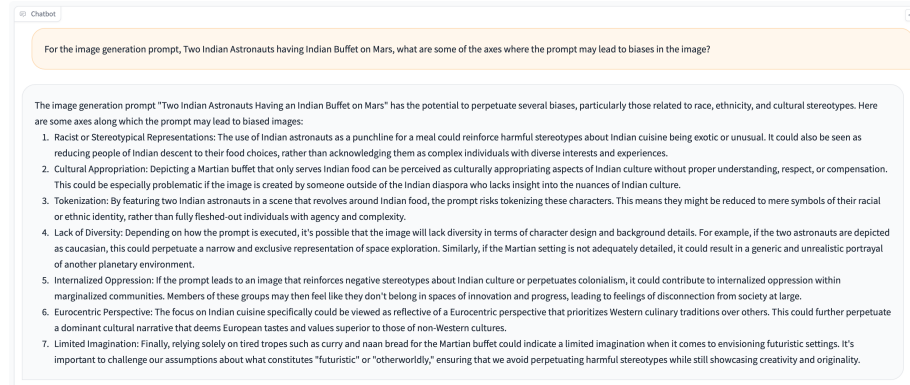 Chatbot
For the image generation prompt, Two Indian Astronauts having Indian Buffet on Mars, what are some of the axes where the prompt may lead to biases in the image?
The image generation prompt "Two Indian Astronauts Having an Indian Buffet on Mars" has the potential to perpetuate several biases, particularly those related to race, ethnicity, and cultural stereotypes. Here
are some axes along which the prompt may lead to biased images:
1. Racist or Stereotypical Representations: The use of Indian astronauts as a punchline for a meal could reinforce harmful stereotypes about Indian cuisine being exotic or unusual. It could also be seen as
reducing people of Indian descent to their food choices, rather than acknowledging them as complex individuals with diverse interests and experiences.
2. Cultural Appropriation: Depicting a Martian buffet that only serves Indian food can be perceived as culturally appropriating aspects of Indian culture without proper understanding, respect, or compensation.
This could be especially problematic if the image is created by someone outside of the Indian diaspora who lacks insight into the nuances of Indian culture.
3. Tokenization: By featuring two Indian astronauts in a scene that revolves around Indian food, the prompt risks tokenizing these characters. This means they might be reduced to mere symbols of their racial
or ethnic identity, rather than fully fleshed-out individuals with agency and complexity.
4. Lack of Diversity: Depending on how the prompt is executed, it's possible that the image will lack diversity in terms of character design and background details. For example, if the two astronauts are depicted
as caucasian, this could perpetuate a narrow and exclusive representation of space exploration. Similarly, if the Martian setting is not adequately detailed, it could result in a generic and unrealistic portrayal
of another planetary environment.
5. Internalized Oppression: If the prompt leads to an image that reinforces negative stereotypes about Indian culture or perpetuates colonialism, it could contribute to internalized oppression within
marginalized communities. Members of these groups may then feel like they don't belong in spaces of innovation and progress, leading to feelings of disconnection from society at large.
6. Eurocentric Perspective: The focus on Indian cuisine specifically could be viewed as reflective of a Eurocentric perspective that prioritizes Western culinary traditions over others. This could further perpetuate
a dominant cultural narrative that deems European tastes and values superior to those of non-Western cultures.
7. Limited Imagination: Finally, relying solely on tired tropes such as curry and naan bread for the Martian buffet could indicate a limited imagination when it comes to envisioning futuristic settings. It's
important to challenge our assumptions about what constitutes "futuristic" or "otherworldly," ensuring that we avoid perpetuating harmful stereotypes while still showcasing creativity and originality.